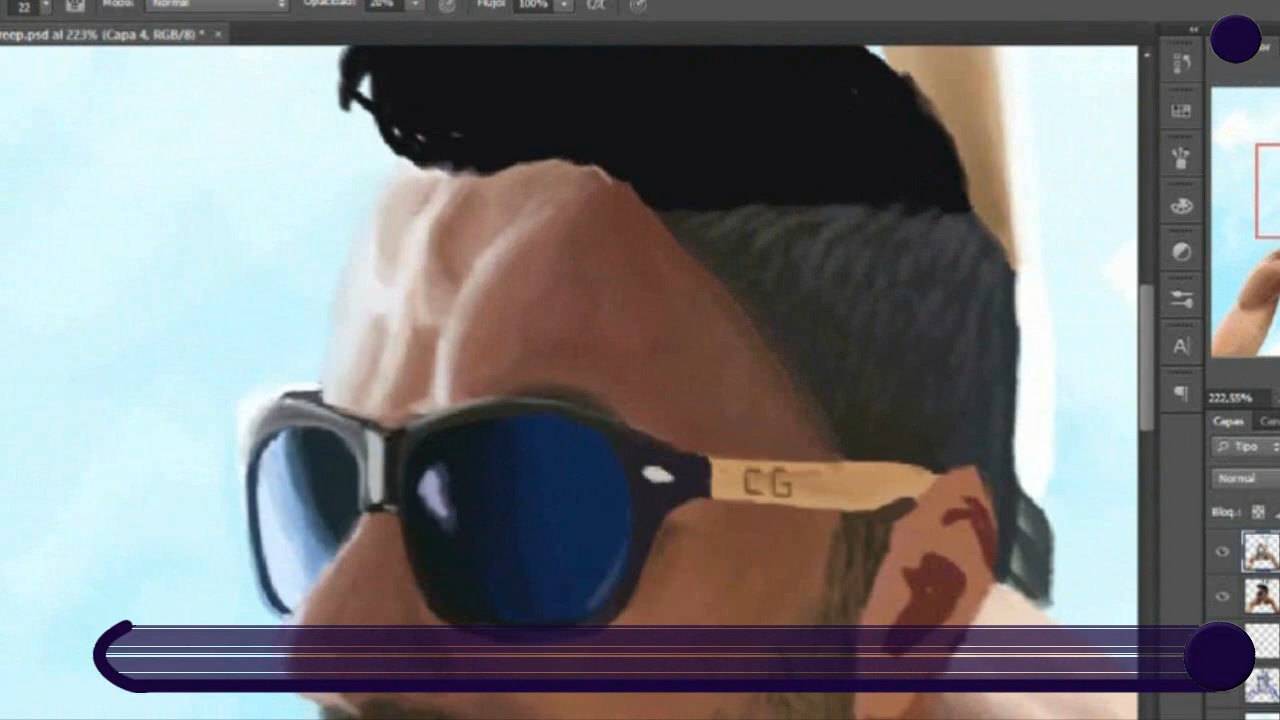 22 Modo: Normal Opacidad: 20% Flujo: 100%
reep.psd al 223% (Capa 4, RGB/8) * ×
CG
A
222,55%
Capas
Tipo
Normal
Bloq.: